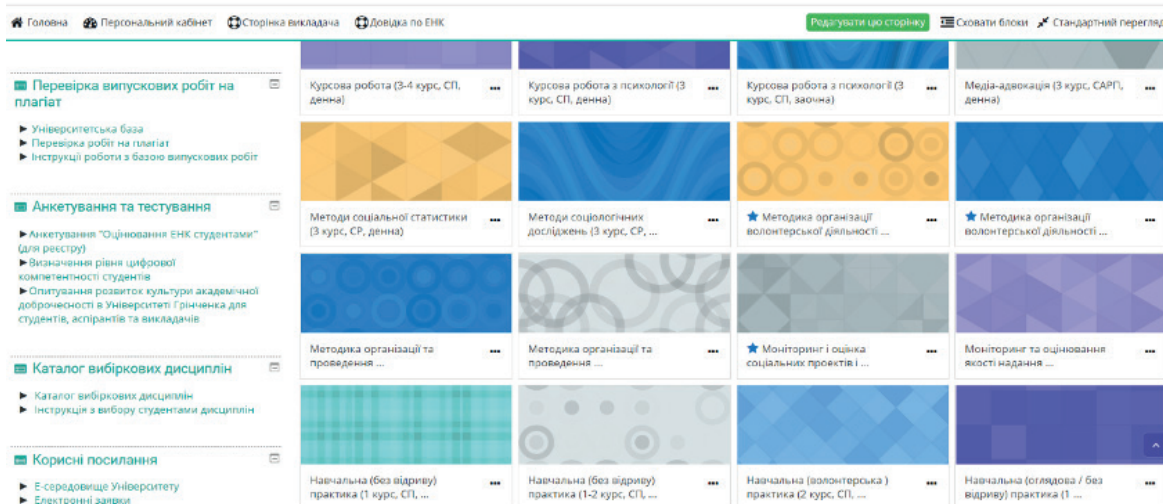 Головна Персональний кабінет Сторінка викладача Довідка по ЕНК Редагувати цю сторінку Сховати блоки Стандартний перегляд
Перевірка випускових робіт на
плагіат
► Університетська база
► Перевірка робіт на плагіат
► Інструкції роботи з базою випускових робіт
Анкетування та тестування
►Анкетування "Оцінювання ЕНК студентами"
(для реєстру)
►Визначення рівня цифрової
компетентності студентів
►Опитування розвиток культури академічної
доброчесності в Університеті Грінченка для
студентів, аспірантів та викладачів
Каталог вибіркових дисциплін
► Каталог вибіркових дисциплін
► Інструкція з вибору студентами дисциплін
Корисні посилання
► Е-середовище Університету
► Електронні заявки
Курсова робота (3-4 курс, СП,
денна)
Курсова робота з психології (3
курс, СП, денна)
Курсова робота з психології (3
курс, СП, заочна)
Медіа-адвокація (3 курс, САРП,
денна)
Методи соціальної статистики
(3 курс, СР, денна)
Методи соціологічних
досліджень (3 курс, СР, ...
Методика організації
волонтерської діяльності ...
Методика організації
волонтерської діяльності ...
Методика організації та
проведення ...
Методика організації та
проведення ...
Моніторинг і оцінка
соціальних проектів і ...
Моніторинг та оцінювання
якості надання ...
Навчальна (без відриву)
практика (1 курс, СП, ...
Навчальна (без відриву)
практика (1-2 курс, СП, ...
Навчальна (волонтерська )
практика (2 курс, СП, ...
Навчальна (оглядова / без
відриву) практика (1 ...